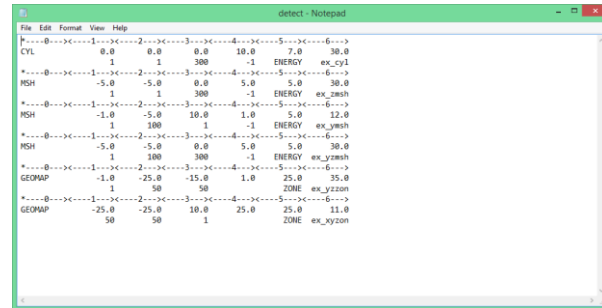 detect - Notepad
File Edit Format View Help
*----0---><----1---><----2---><----3---><----4---><----5---><----6--->
CYL 0.0 0.0 0.0 10.0 7.0 30.0
1 1 300 -1 ENERGY ex_cyl
*----0---><----1---><----2---><----3---><----4---><----5---><----6--->
MSH -5.0 -5.0 0.0 5.0 5.0 30.0
1 1 300 -1 ENERGY ex_zmsh
*----0---><----1---><----2---><----3---><----4---><----5---><----6--->
MSH -1.0 -5.0 10.0 1.0 5.0 12.0
1 100 1 -1 ENERGY ex_ymsh
*----0---><----1---><----2---><----3---><----4---><----5---><----6--->
MSH -5.0 -5.0 0.0 5.0 5.0 30.0
1 100 300 -1 ENERGY ex_yzmsh
*----0---><----1---><----2---><----3---><----4---><----5---><----6--->
GEOMAP -1.0 -25.0 -15.0 1.0 25.0 35.0
1 50 50 ZONE ex_yzzon
*----0---><----1---><----2---><----3---><----4---><----5---><----6--->
GEOMAP -25.0 -25.0 10.0 25.0 25.0 11.0
50 50 1 ZONE ex_xyzon